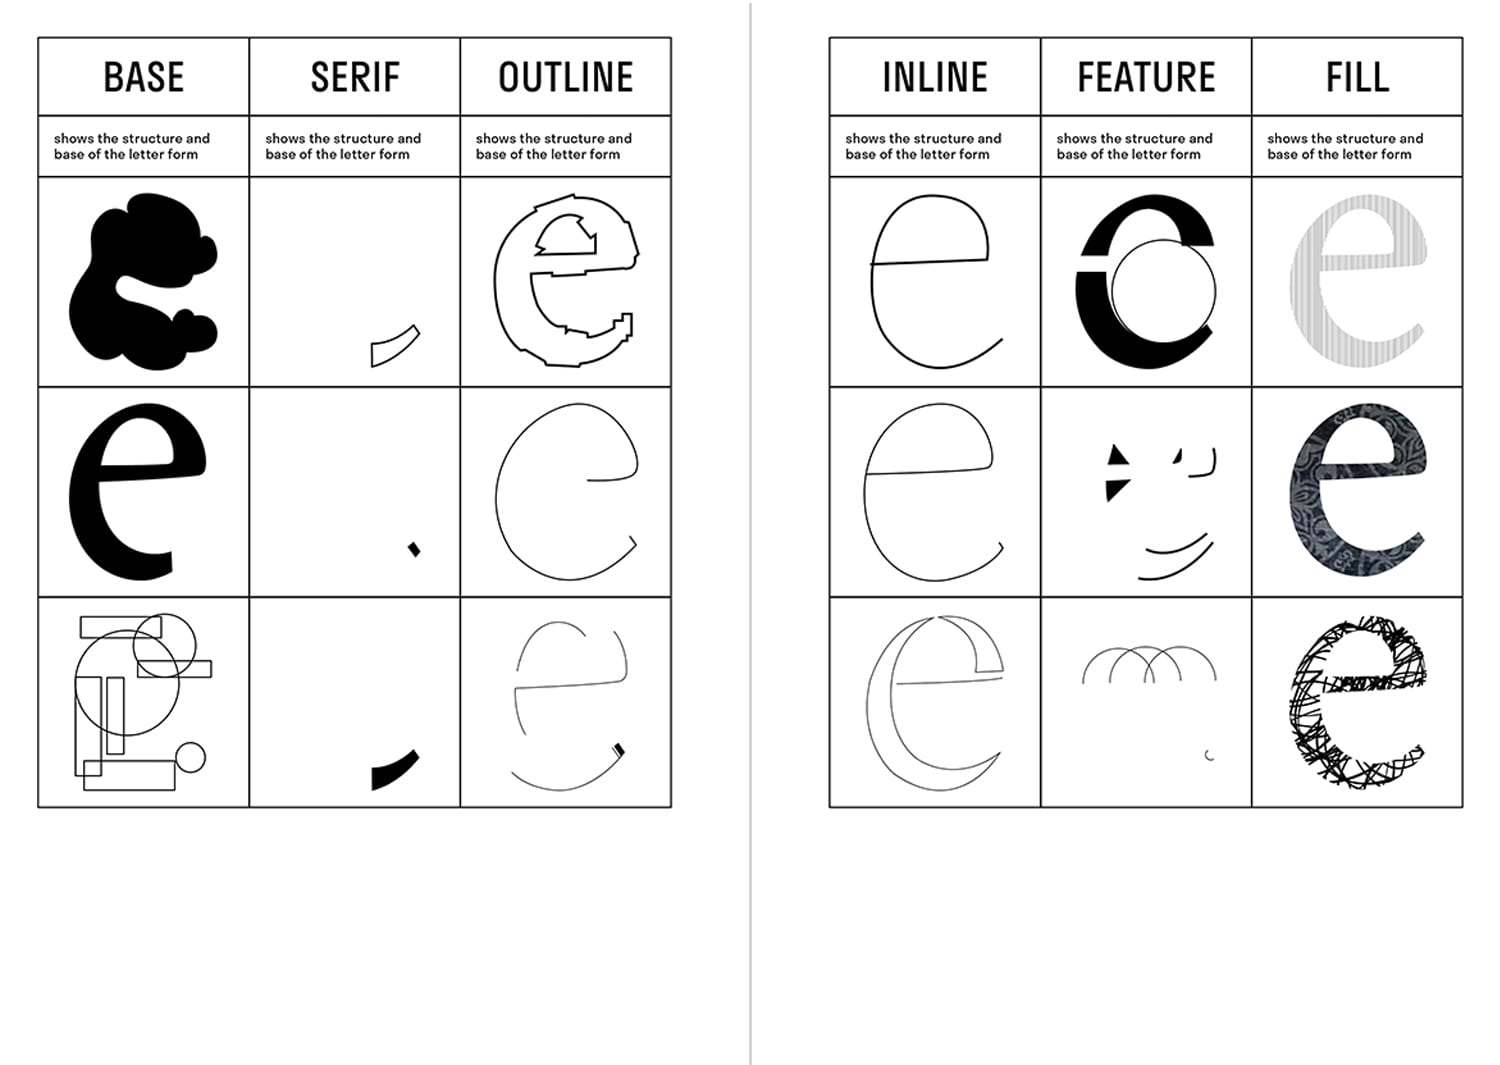 BASE
SERIF
OUTLINE
shows the structure and
base of the letter form
shows the structure and
base of the letter form
shows the structure and
base of the letter form
e
e
e
e
INLINE
FEATURE
FILL
shows the structure and
base of the letter form
shows the structure and
base of the letter form
shows the structure and
base of the letter form
e
e
e
e
e
e
e